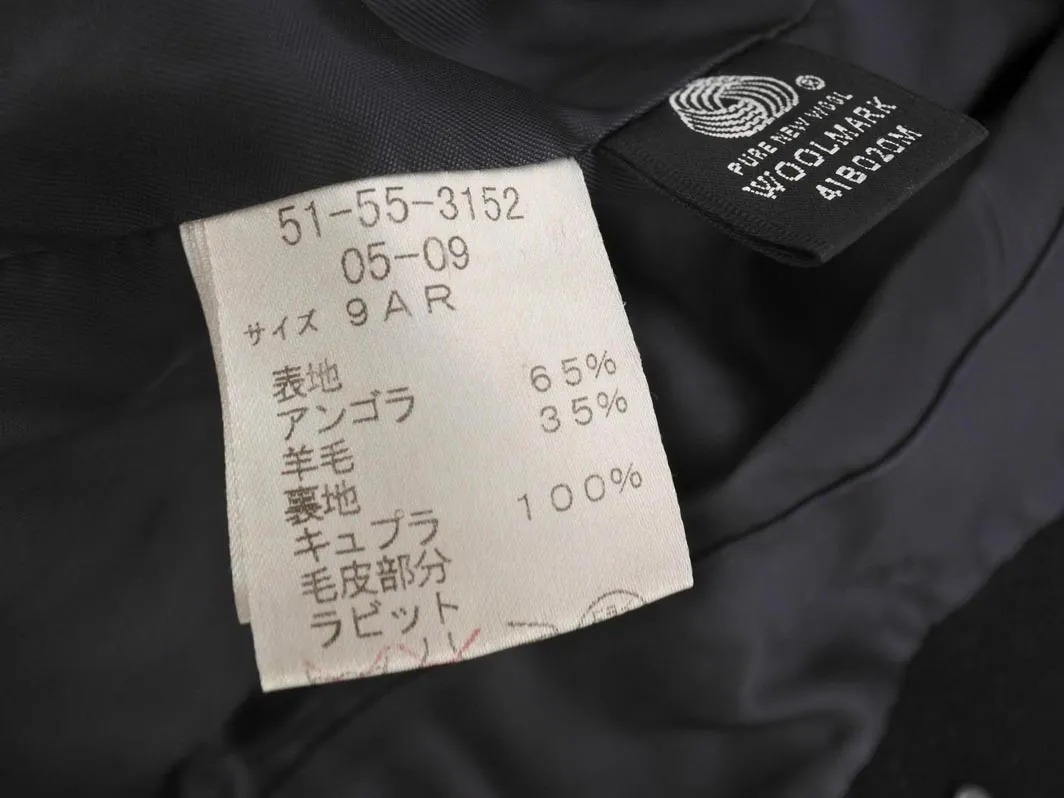 51-55-3152
05-09
サイズ 9AR
表地
アンゴラ 65%
羊毛 35%
裏地
キュプラ 100%
毛皮部分
ラビット
PURE NEW WOOL
WOOLMARK
41B020M